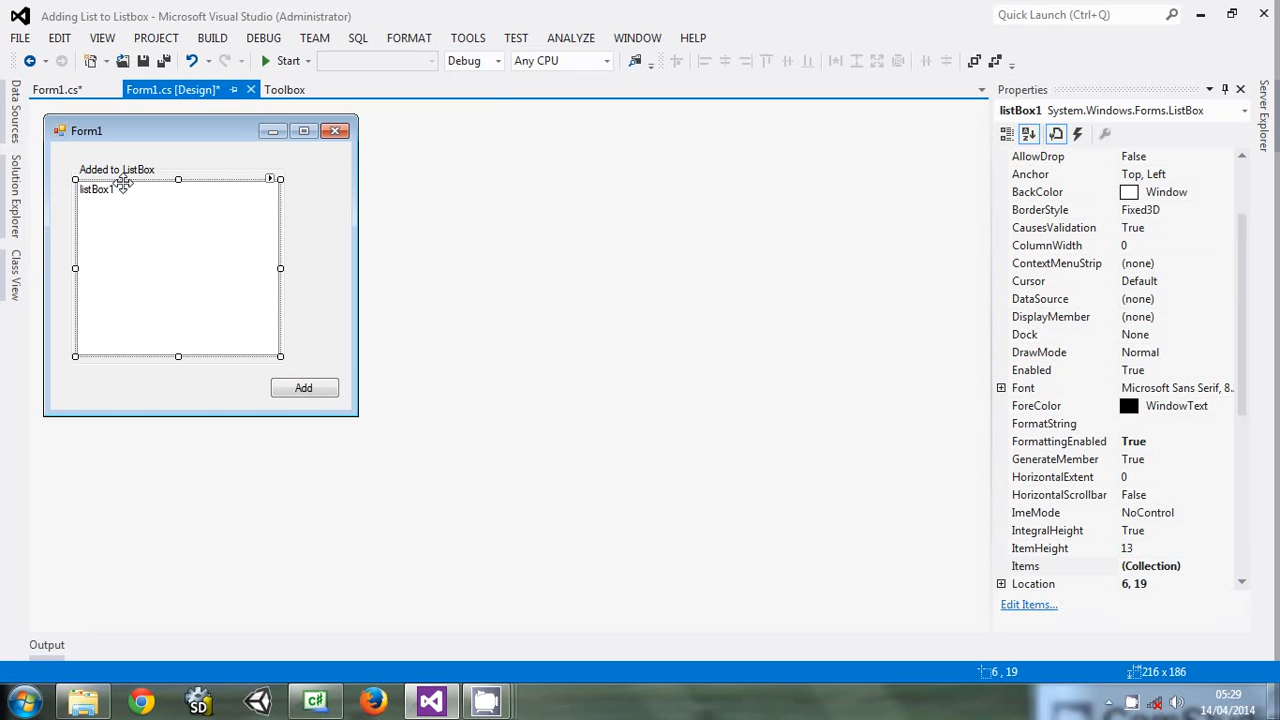 Adding List to Listbox - Microsoft Visual Studio (Administrator)
Quick Launch (Ctrl+Q)
FILE EDIT VIEW PROJECT BUILD DEBUG TEAM SQL FORMAT TOOLS TEST ANALYZE WINDOW HELP
Start Debug Any CPU
Form1.cs* Form1.cs [Design]* Toolbox
Data Sources
Solution Explorer
Class View
Form1
Added to ListBox
listBox1
Add
Properties
listBox1 System.Windows.Forms.ListBox
AllowDrop False
Anchor Top, Left
BackColor Window
BorderStyle Fixed3D
CausesValidation True
ColumnWidth 0
ContextMenuStrip (none)
Cursor Default
DataSource (none)
DisplayMember (none)
Dock None
DrawMode Normal
Enabled True
Font Microsoft Sans Serif, 8..
ForeColor WindowText
FormatString
FormattingEnabled True
GenerateMember True
HorizontalExtent 0
HorizontalScrollbar False
ImeMode NoControl
IntegralHeight True
ItemHeight 13
Items (Collection)
Location 6, 19
Edit Items...
Server Explorer
Output
6 , 19 216 x 186
SD
C#
05:29
14/04/2014